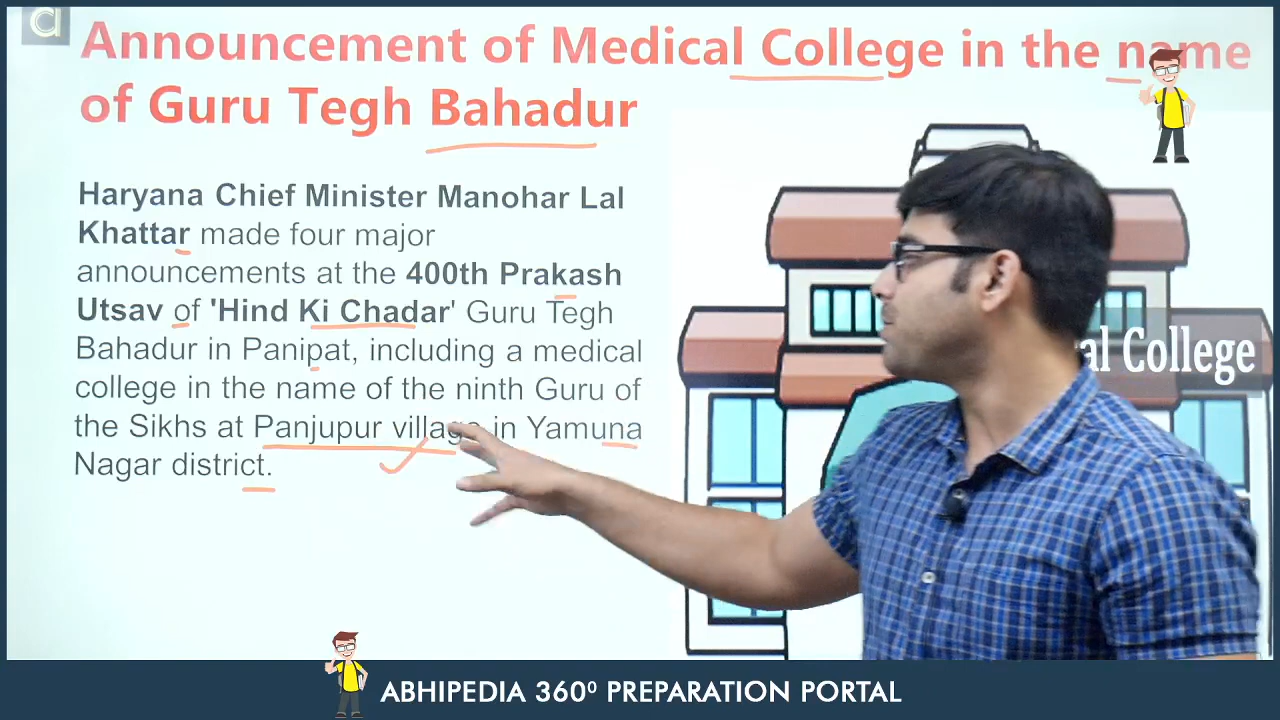 a
Announcement of Medical College in the name
of Guru Tegh Bahadur
Haryana Chief Minister Manohar Lal
Khattar made four major
announcements at the 400th Prakash
Utsav of 'Hind Ki Chadar' Guru Tegh
Bahadur in Panipat, including a medical
college in the name of the ninth Guru of
the Sikhs at Panjupur village in Yamuna
Nagar district.
al College
ABHIPEDIA 360⁰ PREPARATION PORTAL